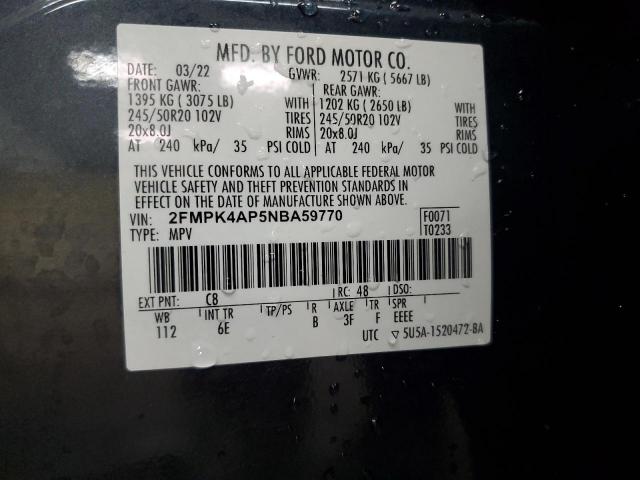 MFD. BY FORD MOTOR CO.
DATE: 03/22 GVWR: 2571 KG ( 5667 LB)
FRONT GAWR: REAR GAWR:
1395 KG ( 3075 LB) WITH 1202 KG ( 2650 LB) WITH
245/50R20 102V TIRES 245/50R20 102V TIRES
20x8.0J RIMS 20x8.0J RIMS
AT 240 kPa/ 35 PSI COLD AT 240 kPa/ 35 PSI COLD
THIS VEHICLE CONFORMS TO ALL APPLICABLE FEDERAL MOTOR
VEHICLE SAFETY AND THEFT PREVENTION STANDARDS IN
EFFECT ON THE DATE OF MANUFACTURE SHOWN ABOVE.
VIN: 2FMPK4AP5NBA59770 F0071
TYPE: MPV T0233
EXT PNT: C8 RC: 48 DSO:
WB INT TR TP/PS R AXLE TR SPR
112 6E B 3F F EEEE
UTC ▽ 5U5A-1520472-BA